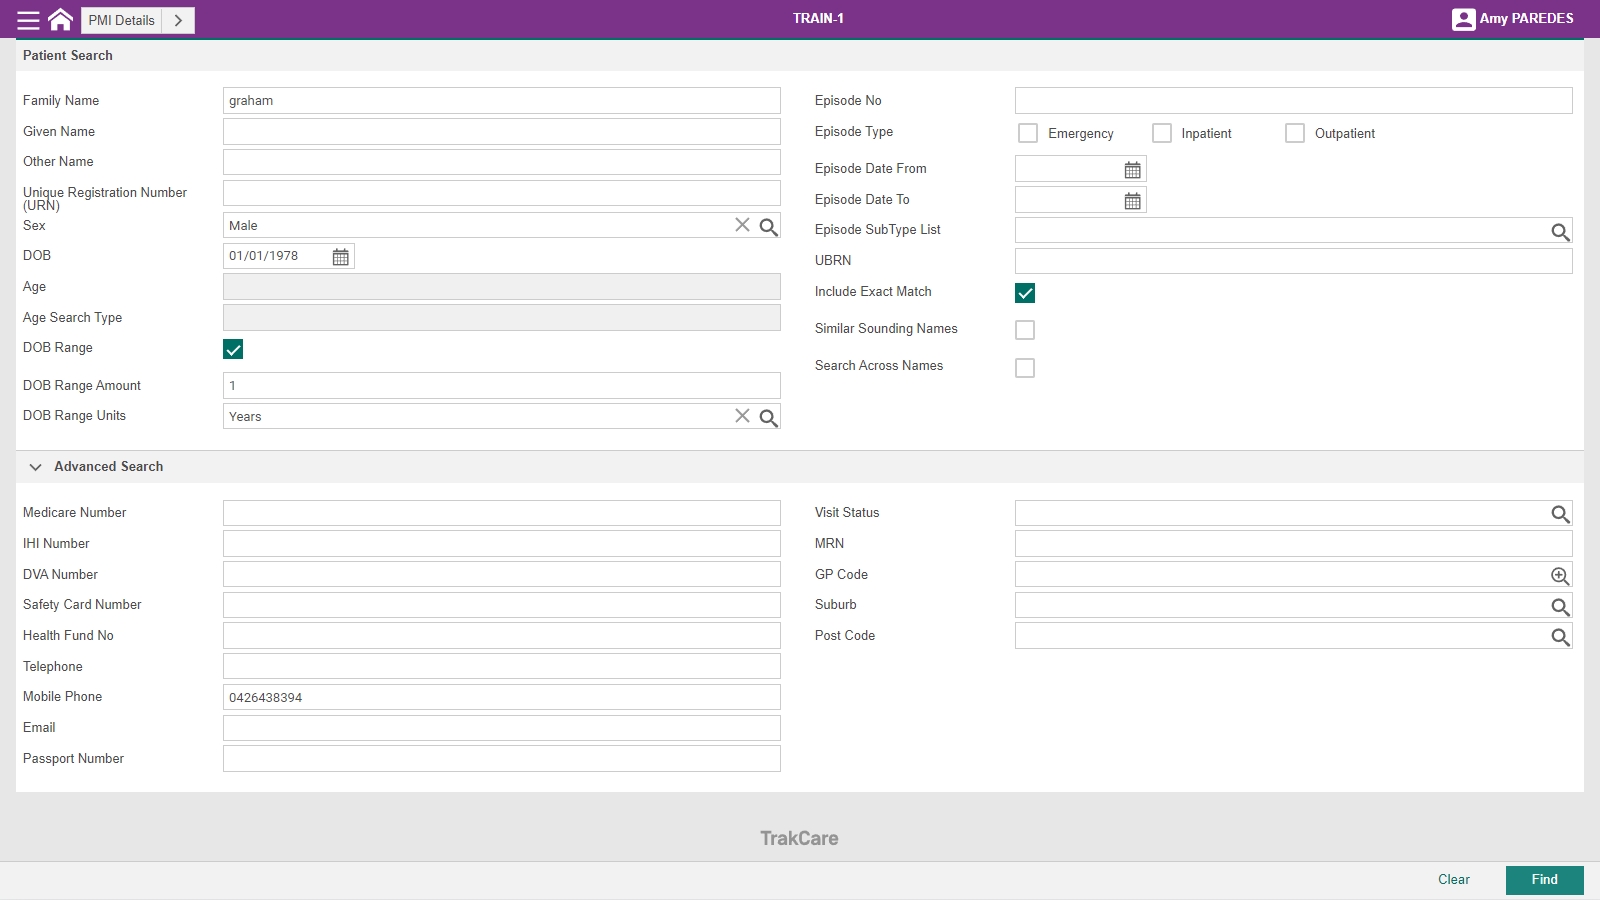 PMI Details
TRAIN-1
Amy PAREDES
Patient Search
Family Name
graham
Given Name
Other Name
Unique Registration Number
(URN)
Sex
Male
DOB
01/01/1978
Age
Age Search Type
DOB Range
DOB Range Amount
1
DOB Range Units
Years
Episode No
Episode Type
Emergency
Inpatient
Outpatient
Episode Date From
Episode Date To
Episode SubType List
UBRN
Include Exact Match
Similar Sounding Names
Search Across Names
Advanced Search
Medicare Number
IHI Number
DVA Number
Safety Card Number
Health Fund No
Telephone
Mobile Phone
0426438394
Email
Passport Number
Visit Status
MRN
GP Code
Suburb
Post Code
TrakCare
Clear
Find